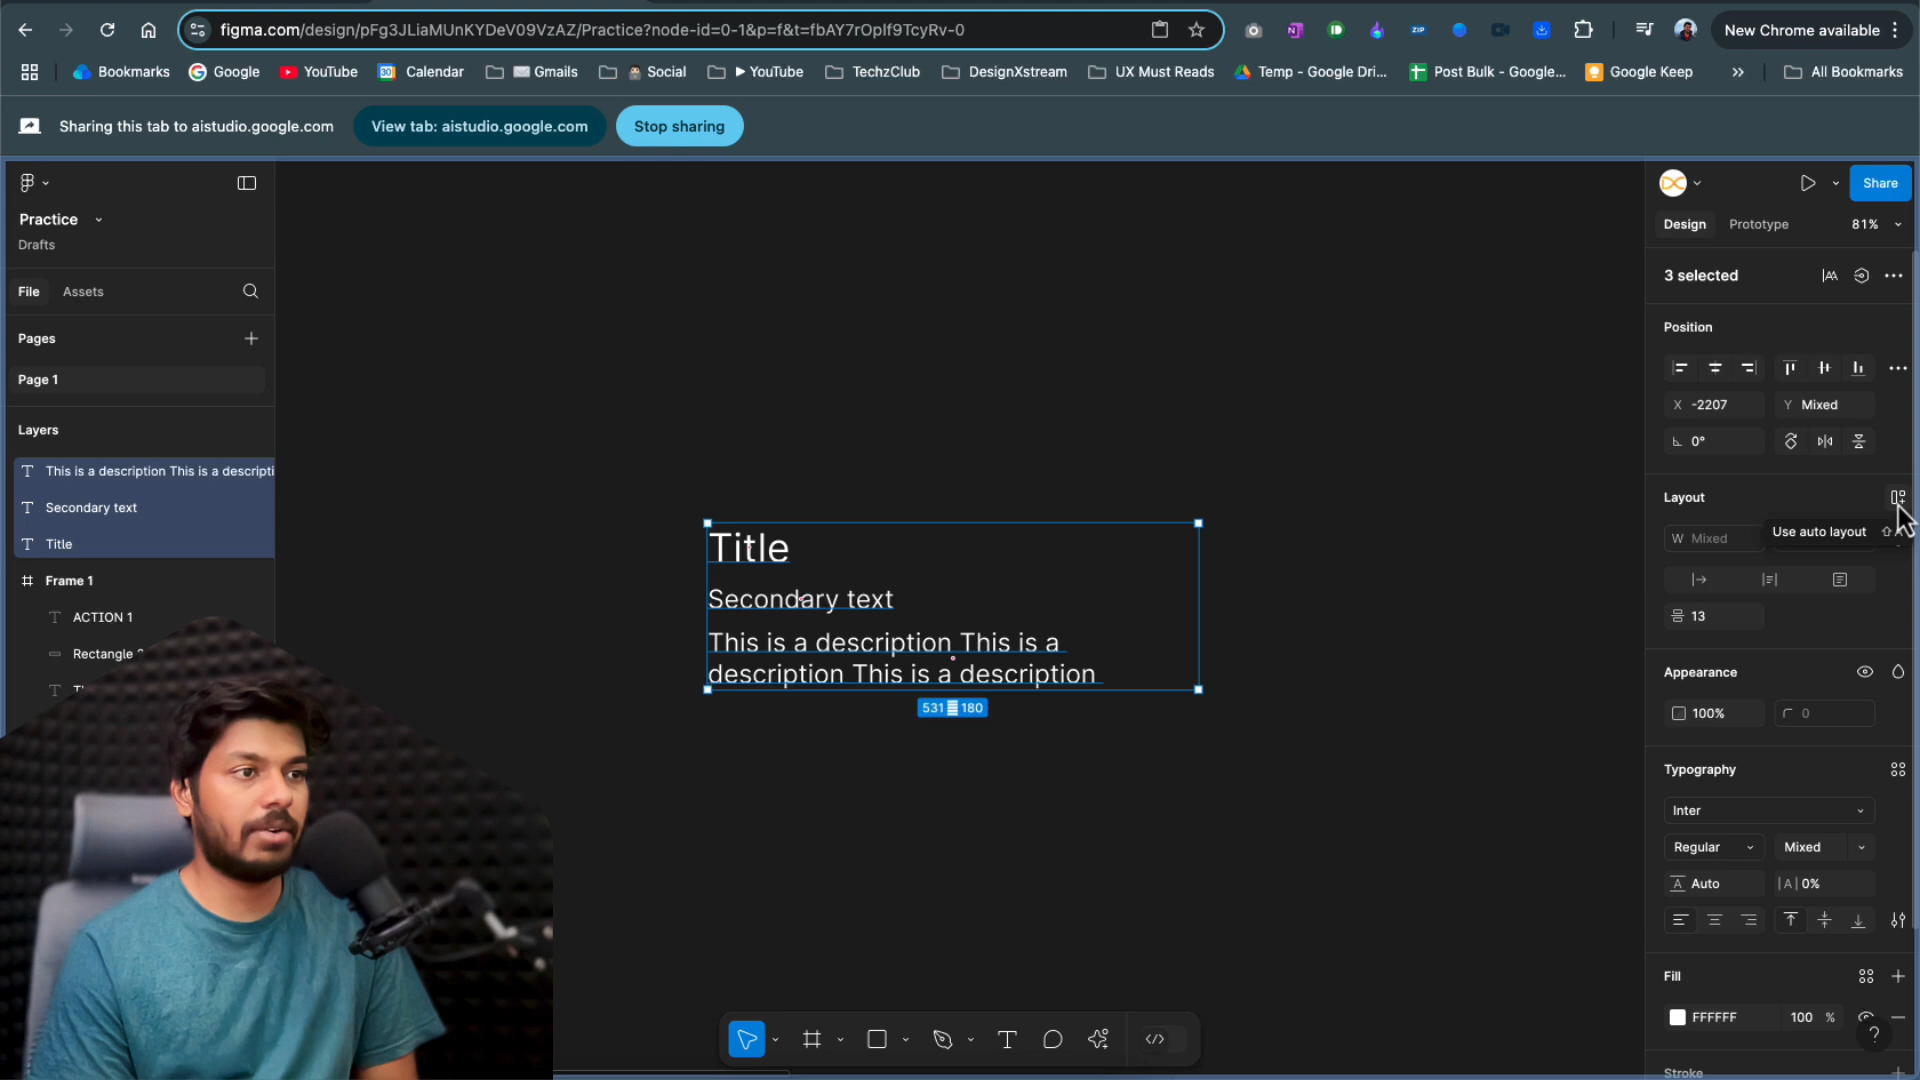 figma.com/design/pFg3JLiaMUnKYDeV09VzAZ/Practice?node-id=0-1&p=f&t=fbAY7rOpIf9TcyRv-0
ZIP
New Chrome available
Bookmarks
Google
YouTube
Calendar
Gmails
Social
YouTube
TechzClub
DesignXstream
UX Must Reads
Temp - Google Dri...
Post Bulk - Google...
Google Keep
All Bookmarks
Sharing this tab to aistudio.google.com
View tab: aistudio.google.com
Stop sharing
Share
Practice
Drafts
Design
Prototype
81%
File
Assets
3 selected
Pages
Page 1
Position
X -2207
Y Mixed
0°
Layers
This is a description This is a descripti
Secondary text
Title
Frame 1
ACTION 1
Rectangle
Layout
Use auto layout
W Mixed
13
Title
Secondary text
This is a description This is a
description This is a description
531 180
Appearance
100%
0
Typography
Inter
Regular
Mixed
Auto
|A| 0%
Fill
FFFFFF
100 %
?
Stroke